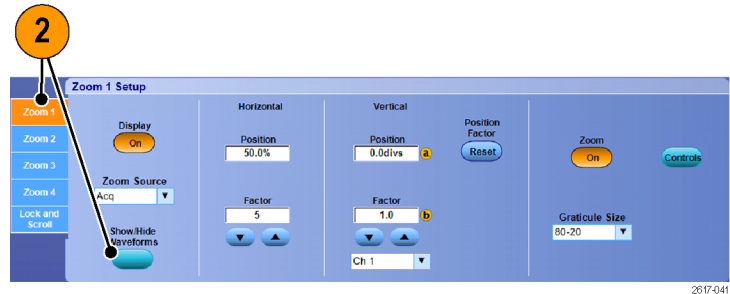 2
Zoom 1 Setup
Zoom 1
Zoom 2
Zoom 3
Zoom 4
Lock and
Scroll
Display
On
Zoom Source
Acq
Show/Hide
Waveforms
Horizontal
Position
50.0%
Factor
5
Vertical
Position
0.0divs
a
Factor
1.0
b
Ch 1
Position
Factor
Reset
Zoom
On
Controls
Graticule Size
80-20
2617-041